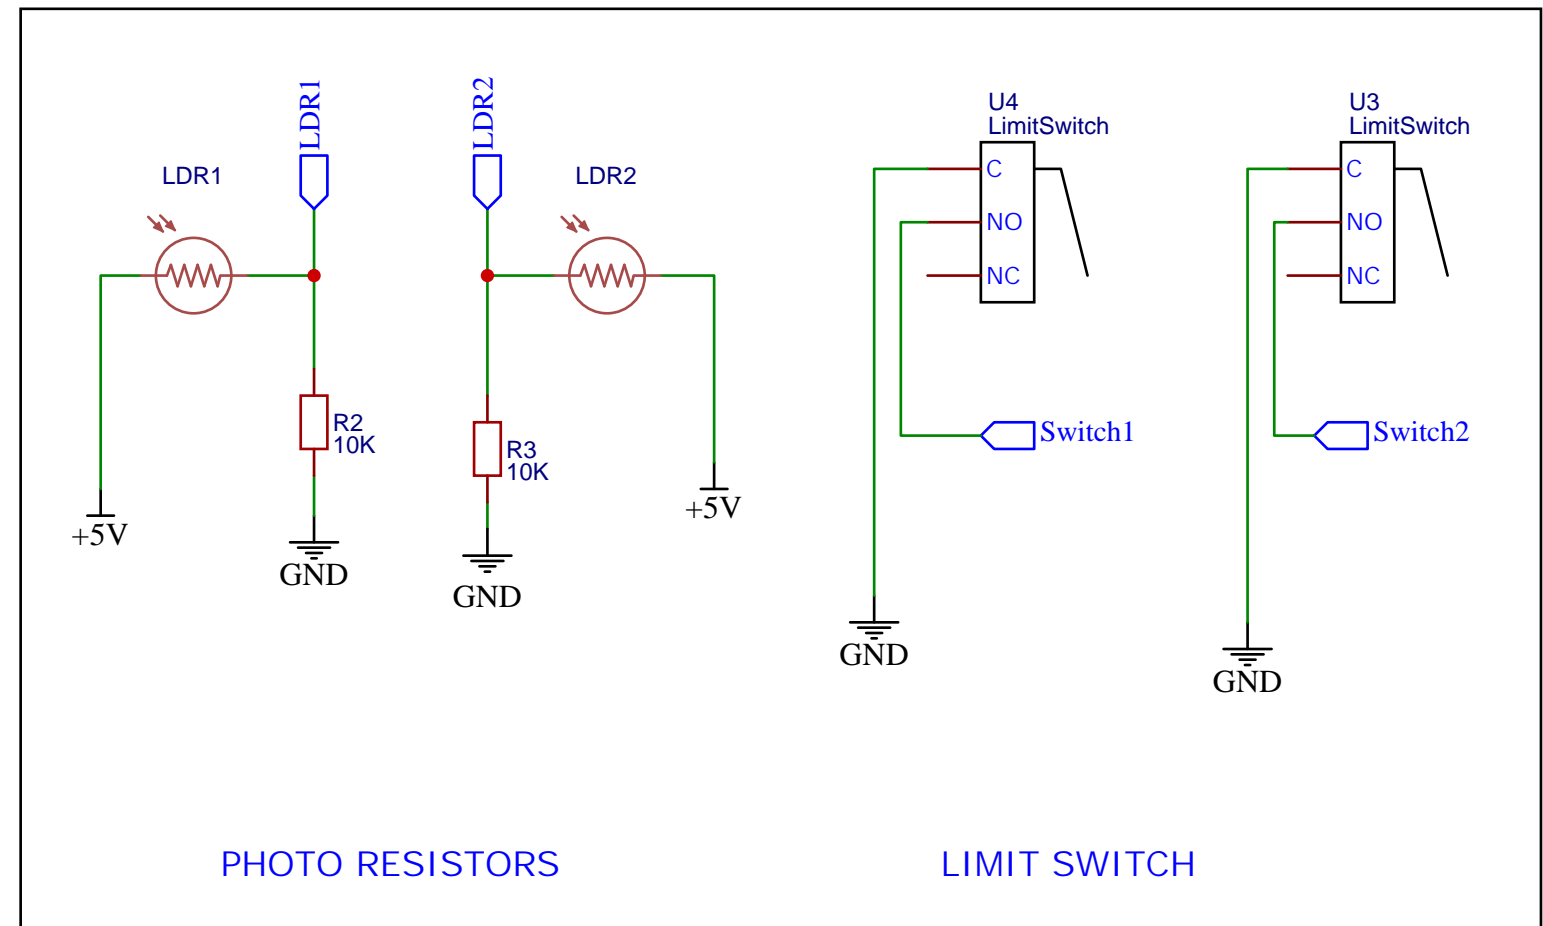 LDR1
LDR2
LDR1
LDR2
R2
10K
R3
10K
+5V
GND
GND
+5V
U4
LimitSwitch
C
NO
NC
Switch1
GND
U3
LimitSwitch
C
NO
NC
Switch2
GND
PHOTO RESISTORS
LIMIT SWITCH